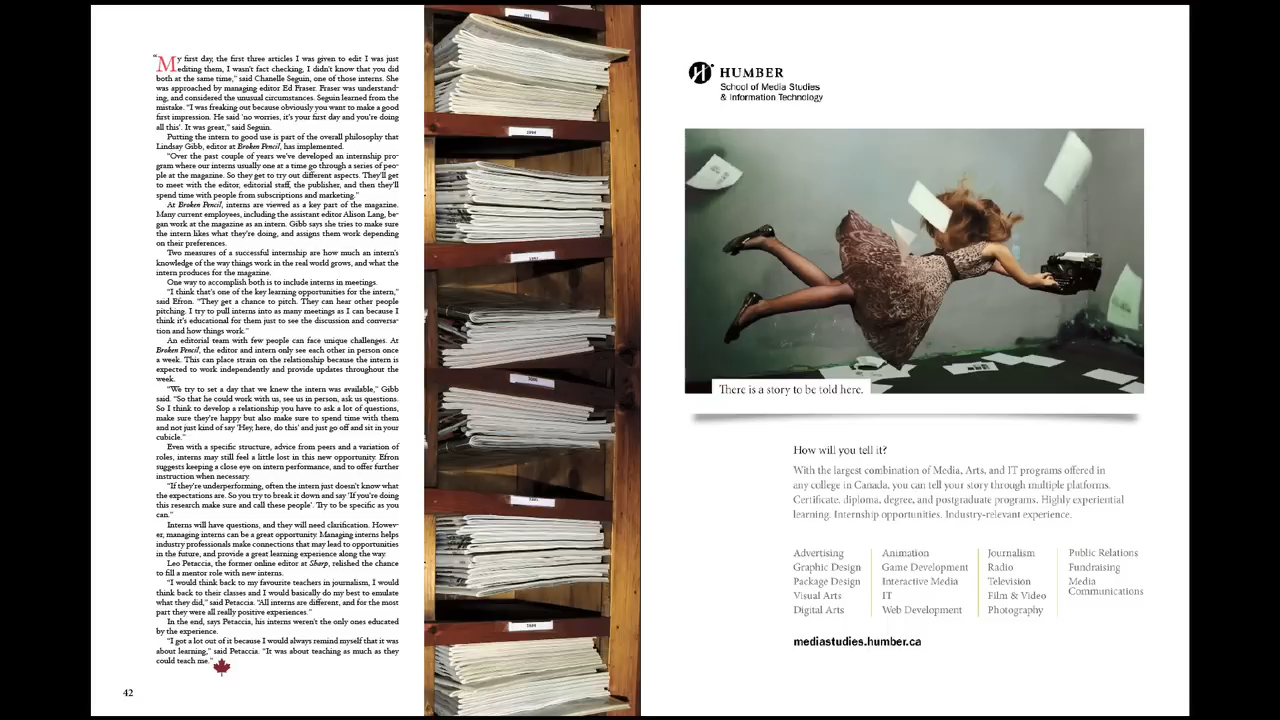 “My first day, the first three articles I was given to edit I was just
editing them, I wasn't fact checking, I didn't know that you did
both at the same time,” said Chanelle Seguin, one of those interns. She
was approached by managing editor Ed Fraser. Fraser was understand-
ing, and considered the unusual circumstances. Seguin learned from the
mistake. “I was freaking out because obviously you want to make a good
first impression. He said 'no worries, it's your first day and you're doing
all this'. It was great,” said Seguin.
Putting the intern to good use is part of the overall philosophy that
Lindsay Gibb, editor at Broken Pencil, has implemented.
“Over the past couple of years we've developed an internship pro-
gram where our interns usually one at a time go through a series of peo-
ple at the magazine. So they get to try out different aspects. They'll get
to meet with the editor, editorial staff, the publisher, and then they'll
spend time with people from subscriptions and marketing.”
At Broken Pencil, interns are viewed as a key part of the magazine.
Many current employees, including the assistant editor Alison Lang, be-
gan work at the magazine as an intern. Gibb says she tries to make sure
the intern likes what they're doing, and assigns them work depending
on their preferences.
Two measures of a successful internship are how much an intern's
knowledge of the way things work in the real world grows, and what the
intern produces for the magazine.
One way to accomplish both is to include interns in meetings.
“I think that's one of the key learning opportunities for the intern,”
said Efron. “They get a chance to pitch. They can hear other people
pitching. I try to pull interns into as many meetings as I can because I
think it's educational for them just to see the discussion and conversa-
tion and how things work.”
An editorial team with few people can face unique challenges. At
Broken Pencil, the editor and intern only see each other in person once
a week. This can place strain on the relationship because the intern is
expected to work independently and provide updates throughout the
week.
“We try to set a day that we knew the intern was available,” Gibb
said. “So that he could work with us, see us in person, ask us questions.
So I think to develop a relationship you have to ask a lot of questions,
make sure they're happy but also make sure to spend time with them
and not just kind of say 'Hey, here, do this' and just go off and sit in your
cubicle.”
Even with a specific structure, advice from peers and a variation of
roles, interns may still feel a little lost in this new opportunity. Efron
suggests keeping a close eye on intern performance, and to offer further
instruction when necessary.
“If they're underperforming, often the intern just doesn't know what
the expectations are. So you try to break it down and say 'If you're doing
this research make sure and call these people'. Try to be specific as you
can.”
Interns will have questions, and they will need clarification. Howev-
er, managing interns can be a great opportunity. Managing interns helps
industry professionals make connections that may lead to opportunities
in the future, and provide a great learning experience along the way.
Leo Petaccia, the former online editor at Sharp, relished the chance
to fill a mentor role with new interns.
“I would think back to my favourite teachers in journalism, I would
think back to their classes and I would basically do my best to emulate
what they did,” said Petaccia. “All interns are different, and for the most
part they were all really positive experiences.”
In the end, says Petaccia, his interns weren't the only ones educated
by the experience.
“I got a lot out of it because I would always remind myself that it was
about learning,” said Petaccia. “It was about teaching as much as they
could teach me.”
42
HUMBER
School of Media Studies
& Information Technology
There is a story to be told here.
How will you tell it?
With the largest combination of Media, Arts, and IT programs offered in
any college in Canada, you can tell your story through multiple platforms.
Certificate, diploma, degree, and postgraduate programs. Highly experiential
learning. Internship opportunities. Industry-relevant experience.
Advertising
Graphic Design
Package Design
Visual Arts
Digital Arts
Animation
Game Development
Interactive Media
IT
Web Development
Journalism
Radio
Television
Film & Video
Photography
Public Relations
Fundraising
Media
Communications
mediastudies.humber.ca